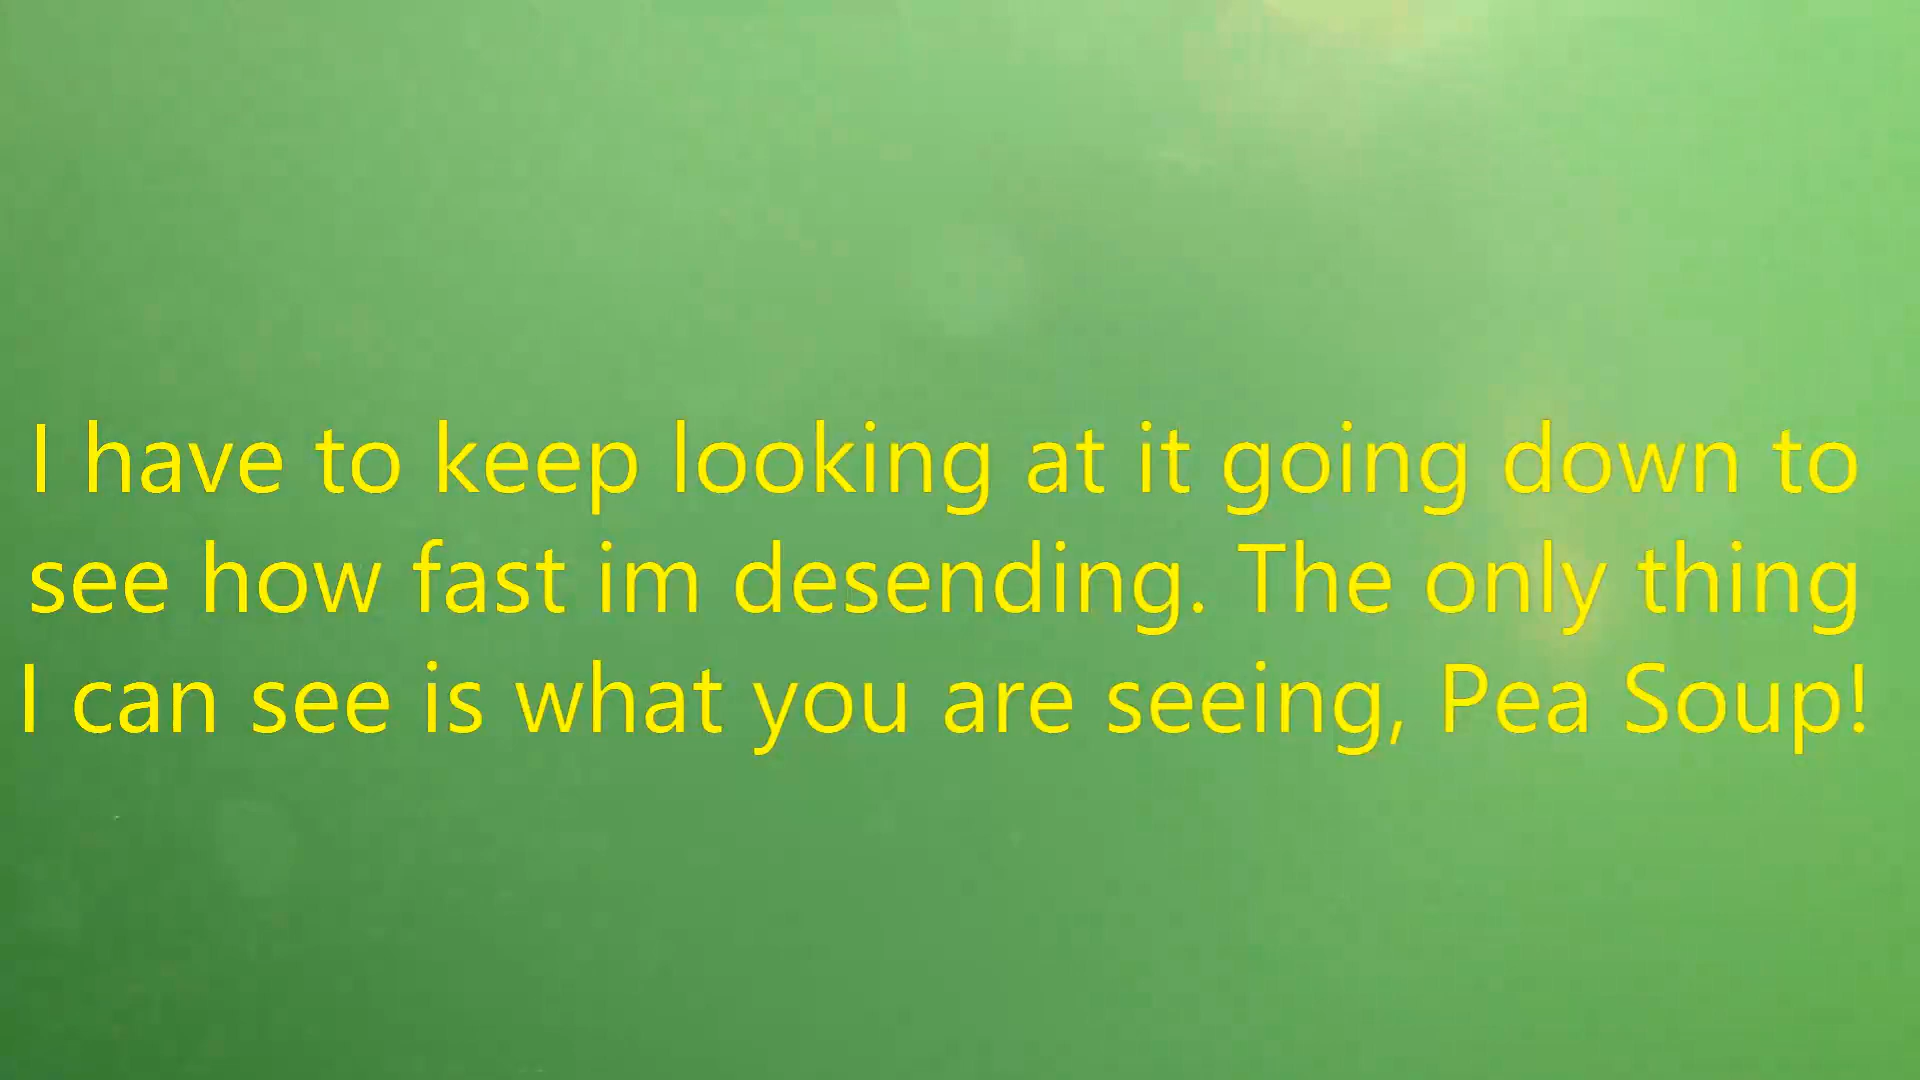 I have to keep looking at it going down to
see how fast im desending. The only thing
I can see is what you are seeing, Pea Soup!